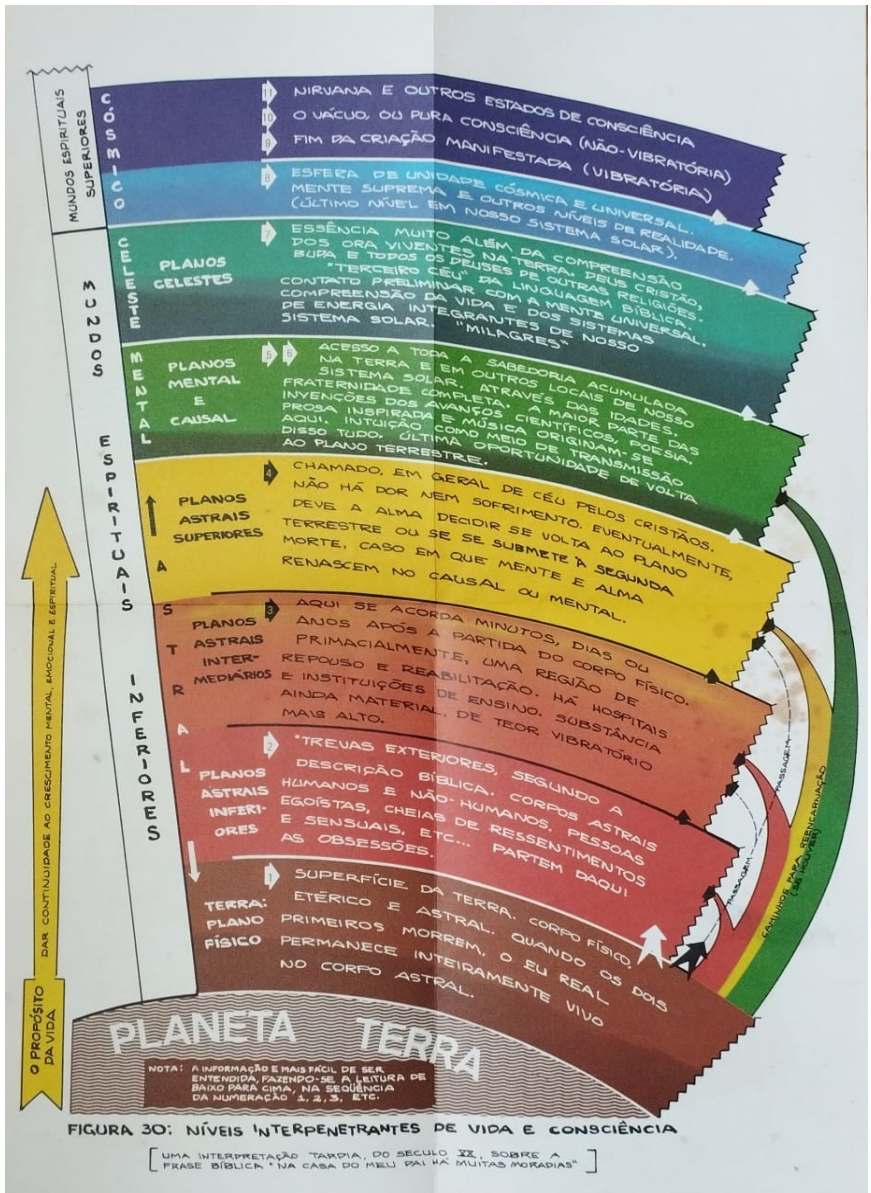 MUNDOS ESPIRITUAIS
SUPERIORES
CÓSMICO
11 NIRVANA E OUTROS ESTADOS DE CONSCIÊNCIA
10 O VÁCUO, OU PURA CONSCIÊNCIA (NÃO-VIBRATÓRIA)
9 FIM DA CRIAÇÃO MANIFESTADA (VIBRATÓRIA)
8 ESFERA DE UNIDADE CÓSMICA E UNIVERSAL.
MENTE SUPREMA E OUTROS NÍVEIS DE REALIDADE.
(ÚLTIMO NÍVEL EM NOSSO SISTEMA SOLAR).
MUNDOS ESPIRITUAIS INFERIORES
CELESTE
PLANOS
CELESTES
7 ESSÊNCIA MUITO ALÉM DA COMPREENSÃO
DOS ORA VIVENTES NA TERRA. DEUS CRISTÃO,
BUDA E TODOS OS DEUSES DE OUTRAS RELIGIÕES.
"TERCEIRO CÉU" DA LINGUAGEM BÍBLICA.
CONTATO PRELIMINAR COM A MENTE UNIVERSAL.
COMPREENSÃO DA VIDA E DOS SISTEMAS
DE ENERGIA INTEGRANTES DE NOSSO
SISTEMA SOLAR. "MILAGRES"
MENTAL
PLANOS
MENTAL
E
CAUSAL
5 6 ACESSO A TODA A SABEDORIA ACUMULADA
NA TERRA E EM OUTROS LOCAIS DE NOSSO
SISTEMA SOLAR, ATRAVÉS DAS IDADES.
FRATERNIDADE COMPLETA. A MAIOR PARTE DAS
INVENÇÕES DOS AVANÇOS CIENTÍFICOS, POESIA,
PROSA INSPIRADA E MÚSICA ORIGINAM-SE
AQUI. INTUIÇÃO COMO MEIO DE TRANSMISSÃO
DISSO TUDO. ÚLTIMA OPORTUNIDADE DE VOLTA
AO PLANO TERRESTRE.
ASTRAL
PLANOS
ASTRAIS
SUPERIORES
4 CHAMADO, EM GERAL DE CÉU PELOS CRISTÃOS.
NÃO HÁ DOR NEM SOFRIMENTO. EVENTUALMENTE,
DEVE A ALMA DECIDIR SE VOLTA AO PLANO
TERRESTRE OU SE SE SUBMETE À SEGUNDA
MORTE, CASO EM QUE MENTE E ALMA
RENASCEM NO CAUSAL OU MENTAL.
PLANOS
ASTRAIS
INTER-
MEDIÁRIOS
3 AQUI SE ACORDA MINUTOS, DIAS OU
ANOS APÓS A PARTIDA DO CORPO FÍSICO.
PRIMACIALMENTE, UMA REGIÃO DE
REPOUSO E REABILITAÇÃO. HÁ HOSPITAIS
E INSTITUIÇÕES DE ENSINO. SUBSTÂNCIA
AINDA MATERIAL, DE TEOR VIBRATÓRIO
MAIS ALTO.
PLANOS
ASTRAIS
INFERI-
ORES
2 "TREVAS EXTERIORES, SEGUNDO A
DESCRIÇÃO BÍBLICA. CORPOS ASTRAIS
HUMANOS E NÃO-HUMANOS. PESSOAS
EGOÍSTAS, CHEIAS DE RESSENTIMENTOS
E SENSUAIS, ETC... PARTEM DAQUI
AS OBSESSÕES.
TERRA:
PLANO
FÍSICO
1 SUPERFÍCIE DA TERRA. CORPO FÍSICO,
ETÉRICO E ASTRAL. QUANDO OS DOIS
PRIMEIROS MORREM, O EU REAL
PERMANECE INTEIRAMENTE VIVO
NO CORPO ASTRAL.
PASSAGEM
PASSAGEM
CAMINHOS PARA REENCARNAÇÃO
(SE HOUVER)
O PROPÓSITO
DA VIDA
DAR CONTINUIDADE AO CRESCIMENTO MENTAL, EMOCIONAL E ESPIRITUAL
PLANETA TERRA
NOTA: A INFORMAÇÃO E MAIS FÁCIL DE SER
ENTENDIDA, FAZENDO-SE A LEITURA DE
BAIXO PARA CIMA, NA SEQÜÊNCIA
DA NUMERAÇÃO 1, 2, 3, ETC.
FIGURA 30: NÍVEIS INTERPENETRANTES DE VIDA E CONSCIÊNCIA
[UMA INTERPRETAÇÃO TARDIA, DO SECULO XX, SOBRE A
FRASE BÍBLICA "NA CASA DO MEU PAI HÁ MUITAS MORADIAS"]